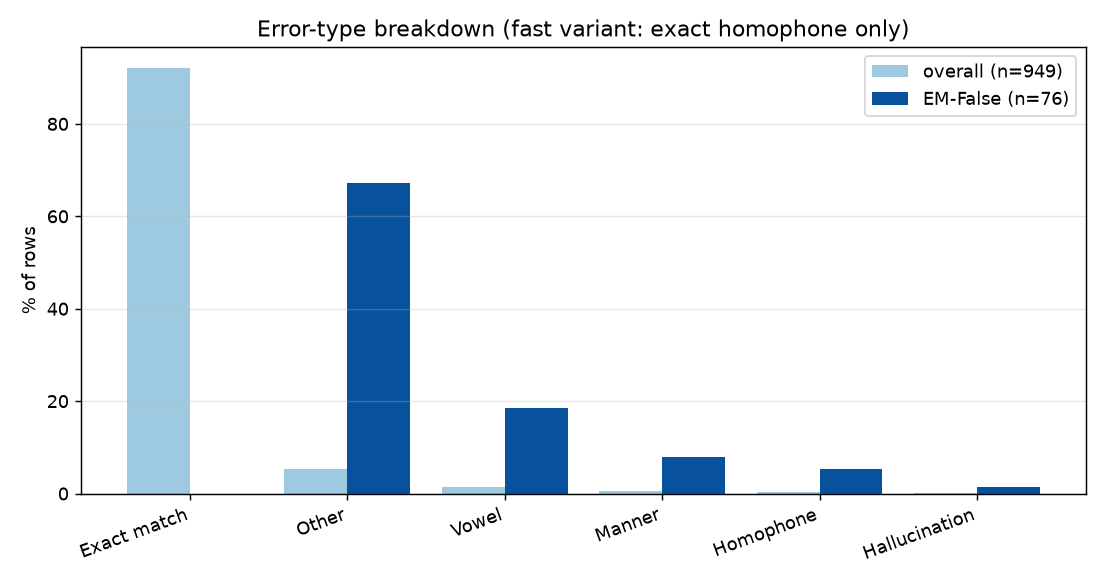 Error-type breakdown (fast variant: exact homophone only)
overall (n=949)
EM-False (n=76)
% of rows
80
60
40
20
0
Exact match
Other
Vowel
Manner
Homophone
Hallucination